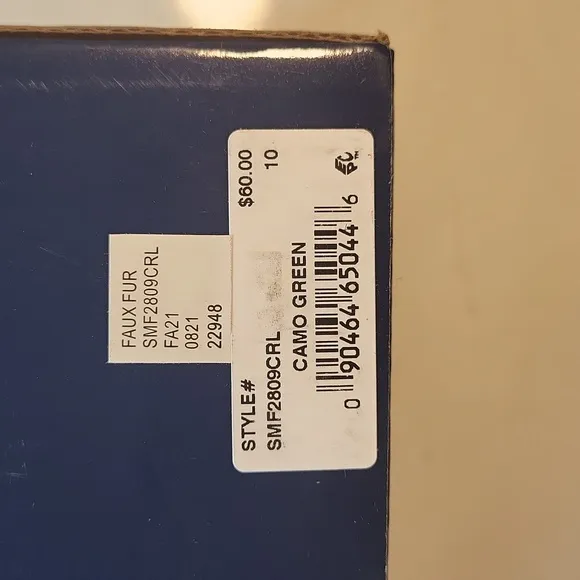 FAUX FUR
SMF2809CRL
FA21
0821
22948
STYLE# $60.00
SMF2809CRL 10
CAMO GREEN
0 90464 65044 6